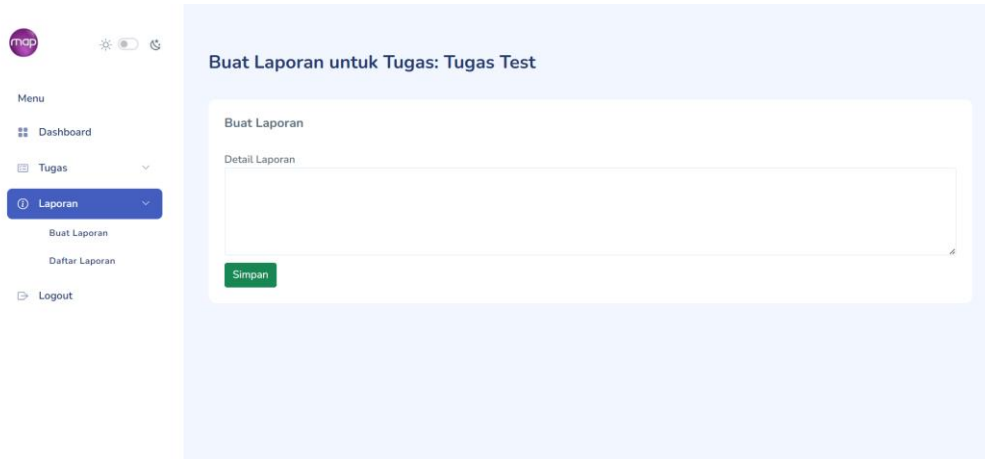 map
Menu
Dashboard
Tugas
Laporan
Buat Laporan
Daftar Laporan
Logout
Buat Laporan untuk Tugas: Tugas Test
Buat Laporan
Detail Laporan
Simpan